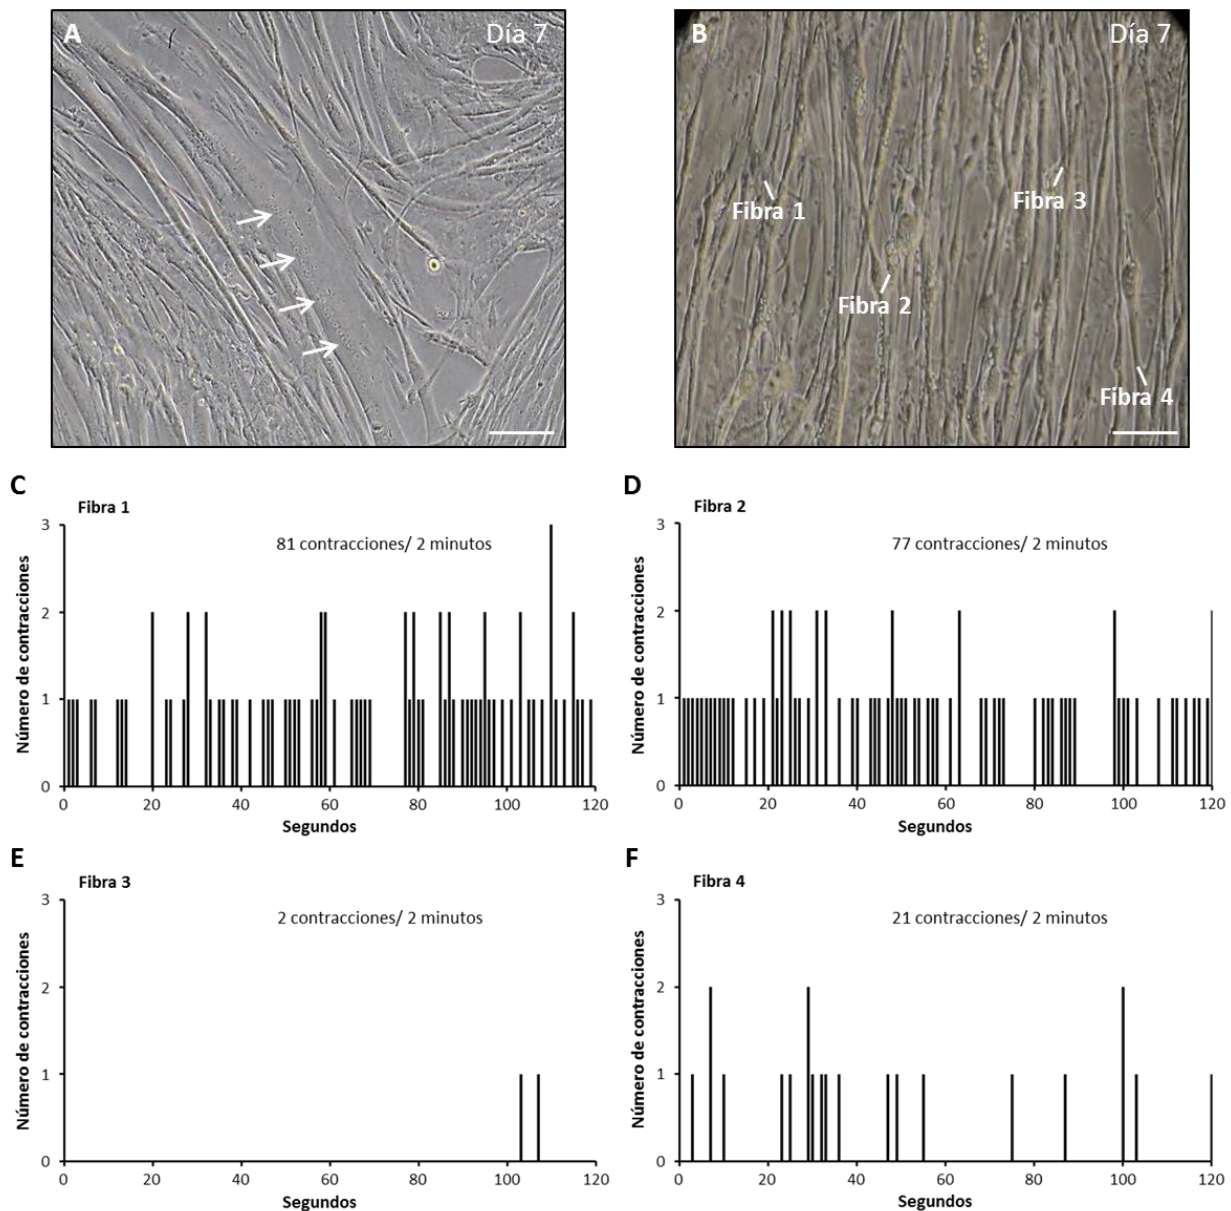 A
Día 7
B
Día 7
Fibra 1
Fibra 2
Fibra 3
Fibra 4
C
Fibra 1
81 contracciones/ 2 minutos
Número de contracciones
3
2
1
0
0 20 40 60 80 100 120
Segundos
D
Fibra 2
77 contracciones/ 2 minutos
Número de contracciones
3
2
1
0
0 20 40 60 80 100 120
Segundos
E
Fibra 3
2 contracciones/ 2 minutos
Número de contracciones
3
2
1
0
0 20 40 60 80 100 120
Segundos
F
Fibra 4
21 contracciones/ 2 minutos
Número de contracciones
3
2
1
0
0 20 40 60 80 100 120
Segundos